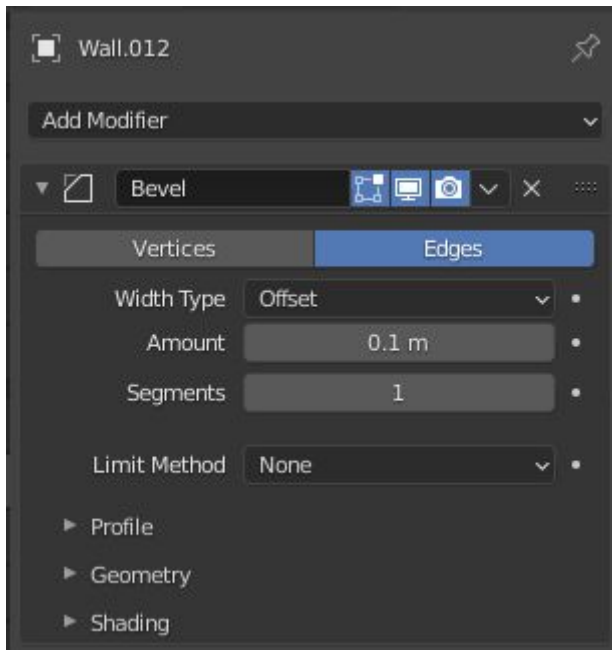 Wall.012
Add Modifier
Bevel
Vertices Edges
Width Type Offset
Amount 0.1 m
Segments 1
Limit Method None
Profile
Geometry
Shading